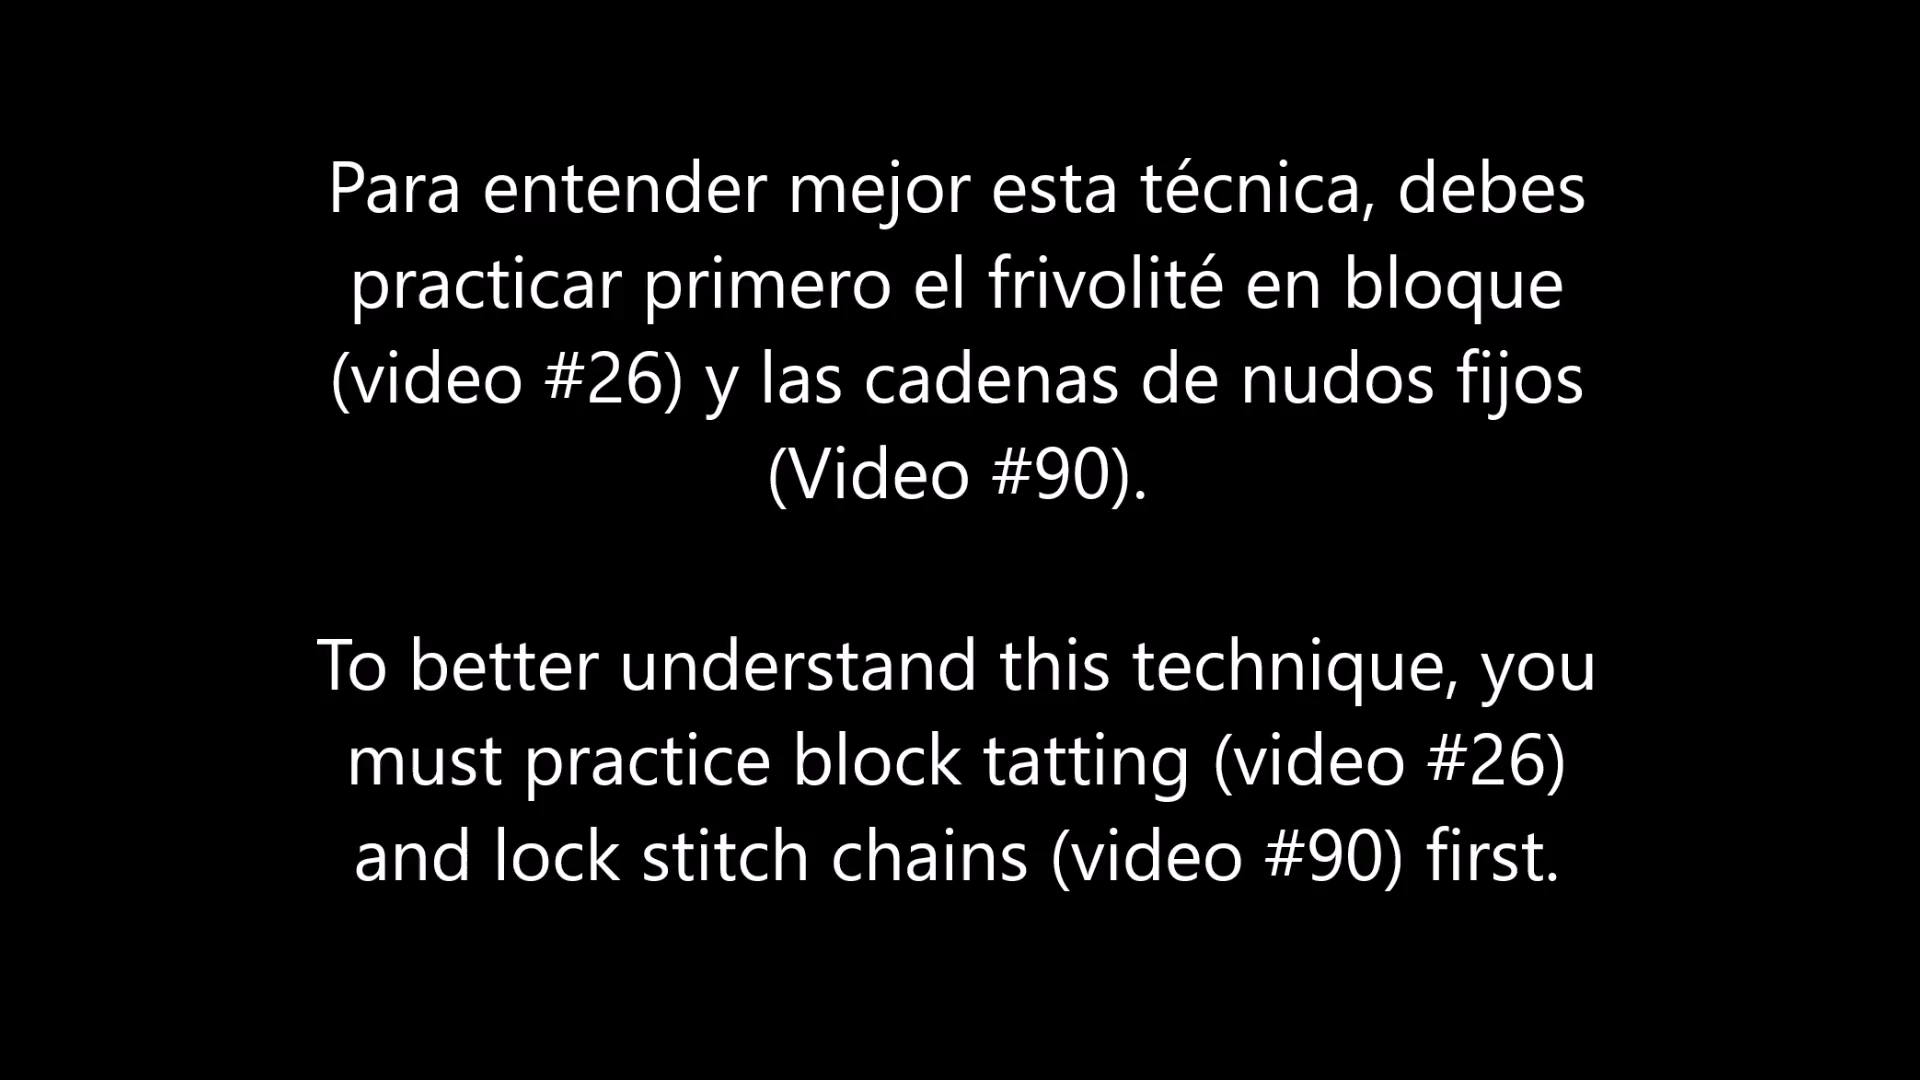 Para entender mejor esta técnica, debes
practicar primero el frivolité en bloque
(video #26) y las cadenas de nudos fijos
(Video #90).
To better understand this technique, you
must practice block tatting (video #26)
and lock stitch chains (video #90) first.